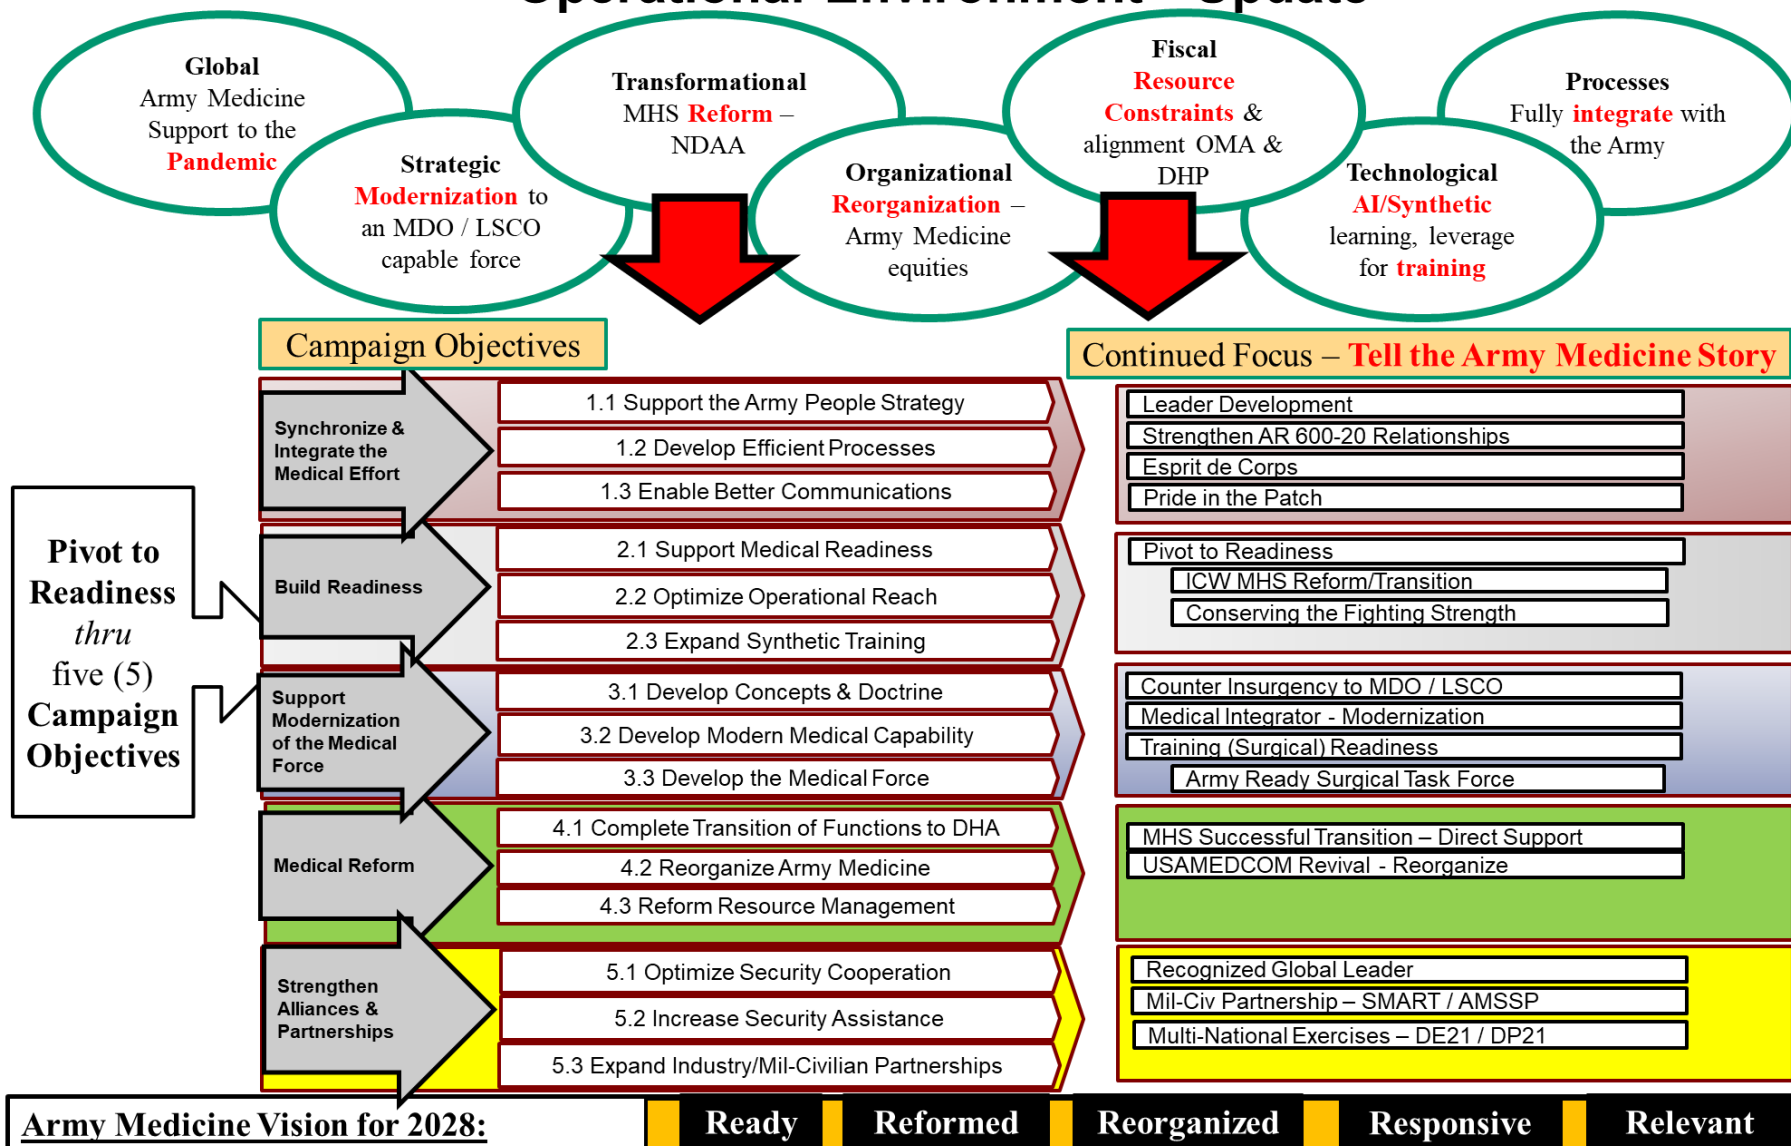 Operational Environment - Update
Global
Army Medicine
Support to the
Pandemic
Strategic
Modernization to
an MDO / LSCO
capable force
Transformational
MHS Reform –
NDAA
Organizational
Reorganization –
Army Medicine
equities
Fiscal
Resource
Constraints &
alignment OMA &
DHP
Technological
AI/Synthetic
learning, leverage
for training
Processes
Fully integrate with
the Army
Campaign Objectives
Continued Focus – Tell the Army Medicine Story
Pivot to
Readiness
thru
five (5)
Campaign
Objectives
Synchronize &
Integrate the
Medical Effort
1.1 Support the Army People Strategy
1.2 Develop Efficient Processes
1.3 Enable Better Communications
Leader Development
Strengthen AR 600-20 Relationships
Esprit de Corps
Pride in the Patch
Build Readiness
2.1 Support Medical Readiness
2.2 Optimize Operational Reach
2.3 Expand Synthetic Training
Pivot to Readiness
ICW MHS Reform/Transition
Conserving the Fighting Strength
Support
Modernization
of the Medical
Force
3.1 Develop Concepts & Doctrine
3.2 Develop Modern Medical Capability
3.3 Develop the Medical Force
Counter Insurgency to MDO / LSCO
Medical Integrator - Modernization
Training (Surgical) Readiness
Army Ready Surgical Task Force
Medical Reform
4.1 Complete Transition of Functions to DHA
4.2 Reorganize Army Medicine
4.3 Reform Resource Management
MHS Successful Transition – Direct Support
USAMEDCOM Revival - Reorganize
Strengthen
Alliances &
Partnerships
5.1 Optimize Security Cooperation
5.2 Increase Security Assistance
5.3 Expand Industry/Mil-Civilian Partnerships
Recognized Global Leader
Mil-Civ Partnership – SMART / AMSSP
Multi-National Exercises – DE21 / DP21
Army Medicine Vision for 2028:
Ready Reformed Reorganized Responsive Relevant